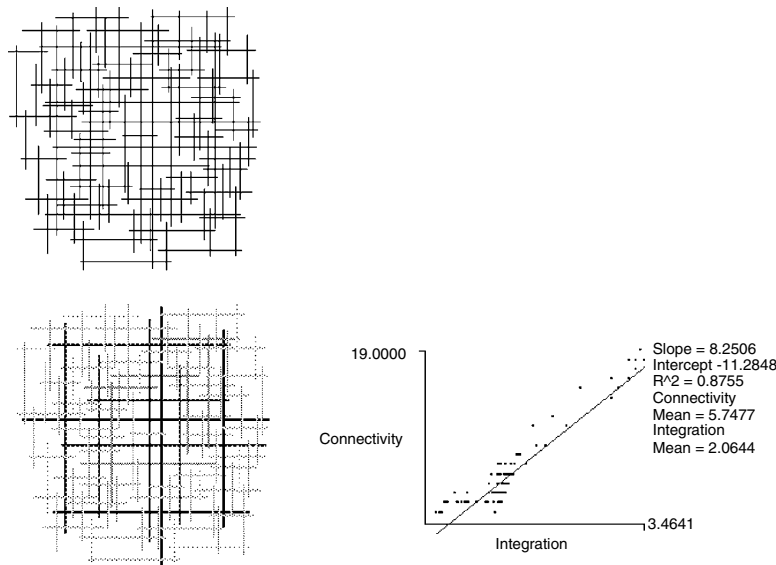 19.0000
Connectivity
Slope = 8.2506
Intercept -11.2848
R^2 = 0.8755
Connectivity
Mean = 5.7477
Integration
Mean = 2.0644
3.4641
Integration